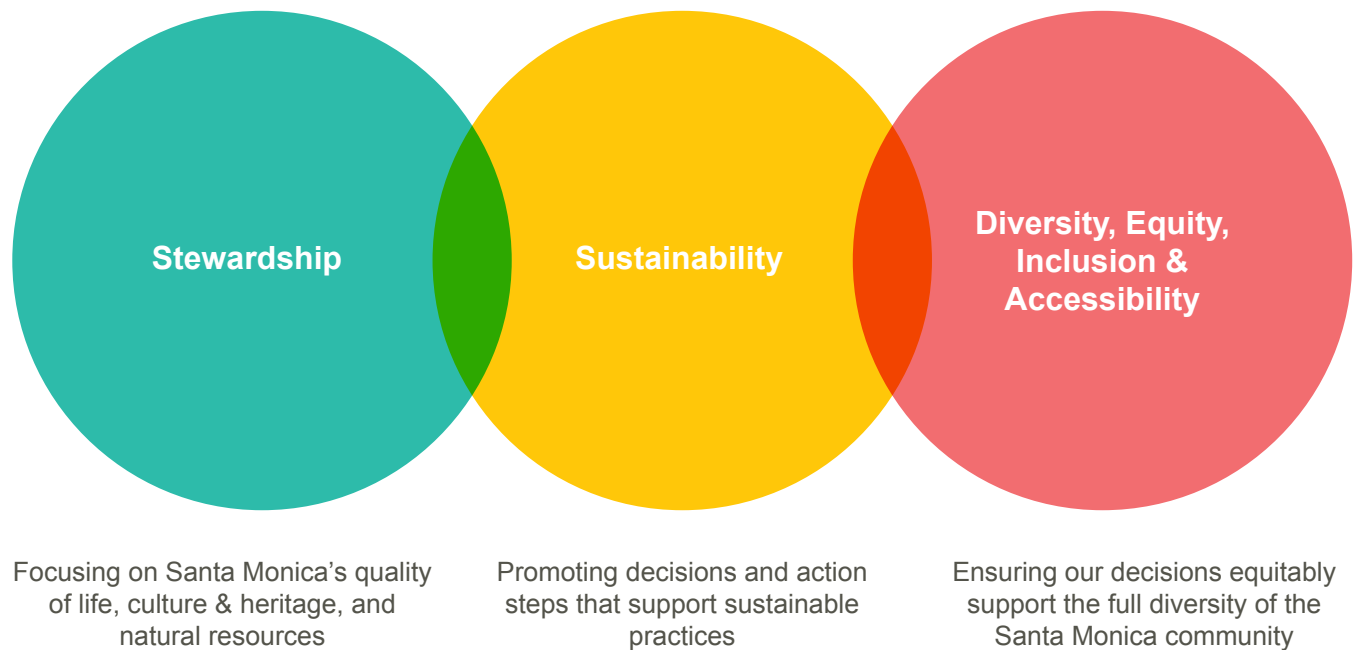 Stewardship
Sustainability
Diversity, Equity,
Inclusion &
Accessibility
Focusing on Santa Monica’s quality
of life, culture & heritage, and
natural resources
Promoting decisions and action
steps that support sustainable
practices
Ensuring our decisions equitably
support the full diversity of the
Santa Monica community